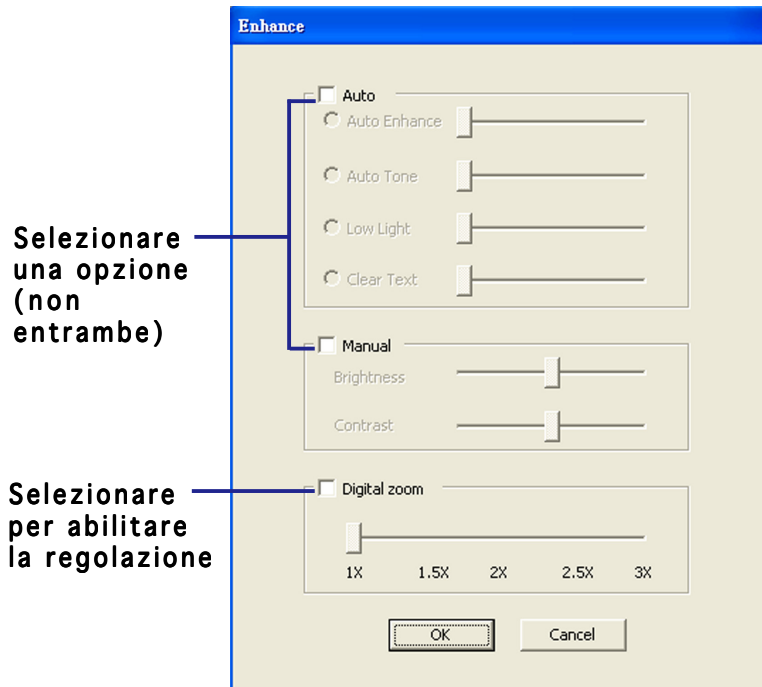 Enhance
Auto
Auto Enhance
Auto Tone
Low Light
Clear Text
Selezionare
una opzione
(non
entrambe)
Manual
Brightness
Contrast
Selezionare
per abilitare
la regolazione
Digital zoom
1X 1.5X 2X 2.5X 3X
OK Cancel